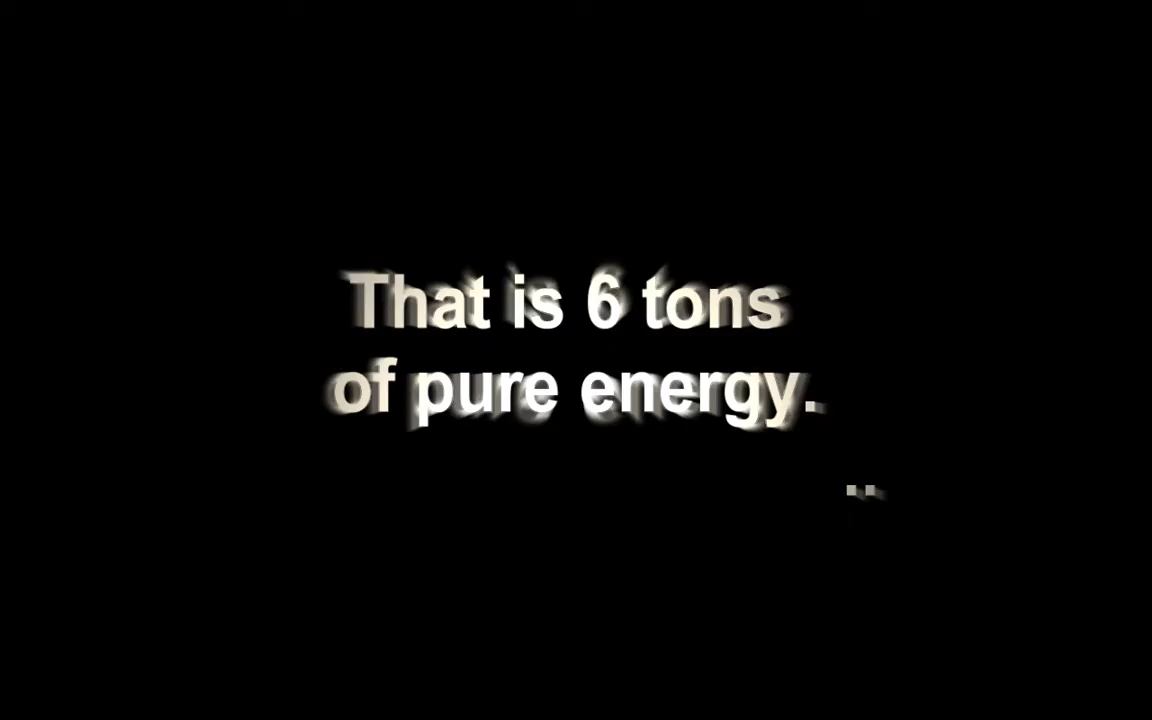 That is 6 tons
of pure energy.
..